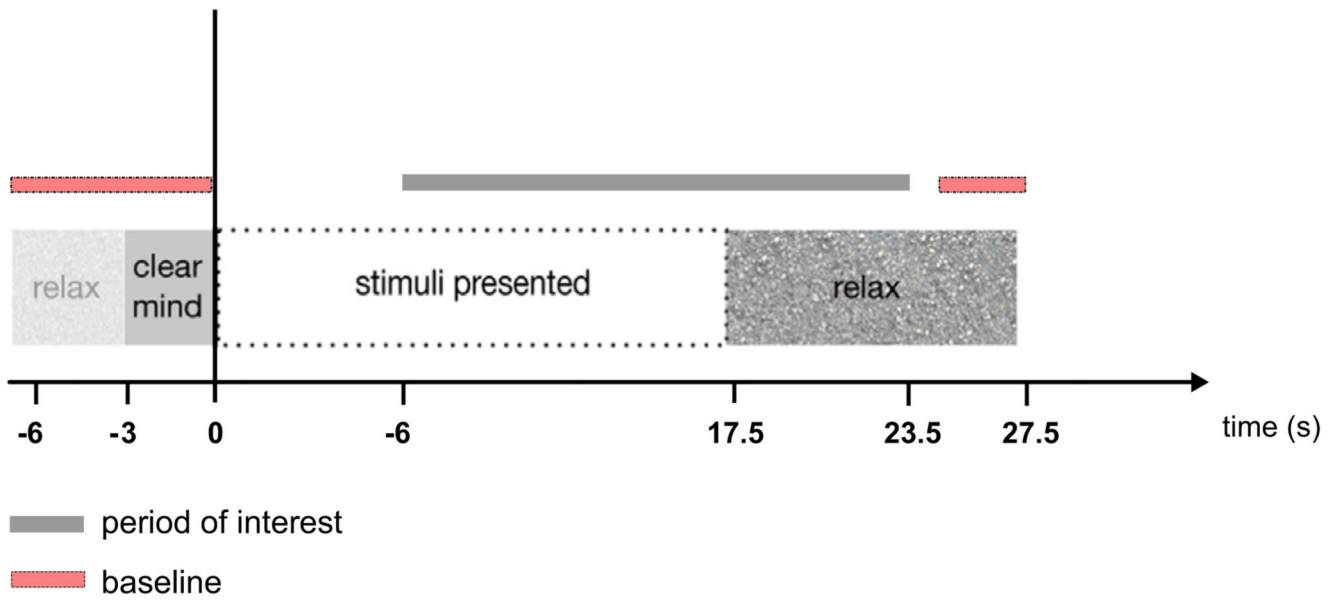 relax
clear
mind
stimuli presented
relax
-6 -3 0 -6 17.5 23.5 27.5 time (s)
period of interest
baseline